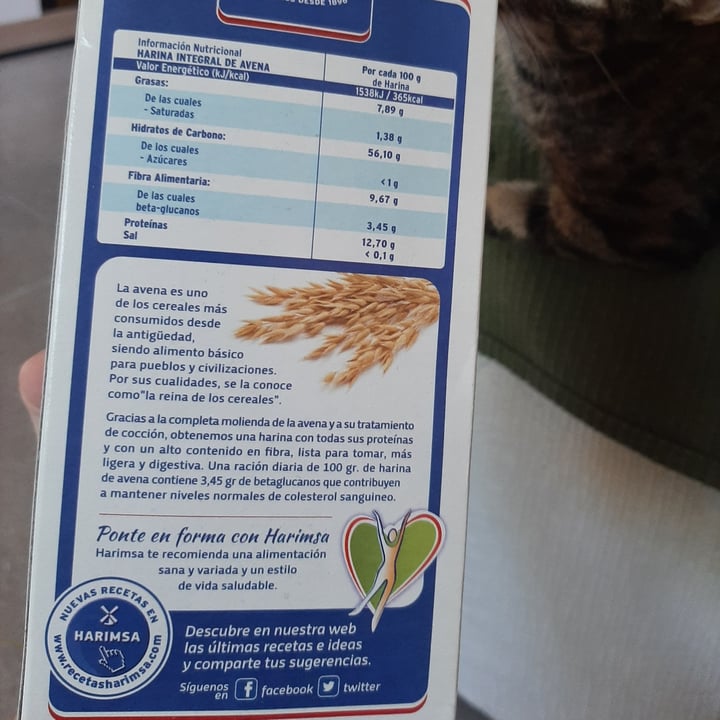 DESDE 1890
Información Nutricional
HARINA INTEGRAL DE AVENA
Por cada 100 g
de Harina
Valor Energético (kJ/kcal)
1538kJ / 365kcal
Grasas:
7,89 g
De las cuales
- Saturadas
1,38 g
Hidratos de Carbono:
56,10 g
De los cuales
- Azúcares
<1 g
Fibra Alimentaria:
9,67 g
De las cuales
beta-glucanos
3,45 g
Proteínas
12,70 g
Sal
< 0,1 g
La avena es uno
de los cereales más
consumidos desde
la antigüedad,
siendo alimento básico
para pueblos y civilizaciones.
Por sus cualidades, se la conoce
como"la reina de los cereales".
Gracias a la completa molienda de la avena y a su tratamiento
de cocción, obtenemos una harina con todas sus proteínas
y con un alto contenido en fibra, lista para tomar, más
ligera y digestiva. Una ración diaria de 100 gr. de harina
de avena contiene 3,45 gr de betaglucanos que contribuyen
a mantener niveles normales de colesterol sanguineo.
Ponte en forma con Harimsa
Harimsa te recomienda una alimentación
sana y variada y un estilo
de vida saludable.
NUEVAS RECETAS EN
HARIMSA
www.recetasharimsa.com
Descubre en nuestra web
las últimas recetas e ideas
y comparte tus sugerencias.
Síguenos
en
facebook
twitter